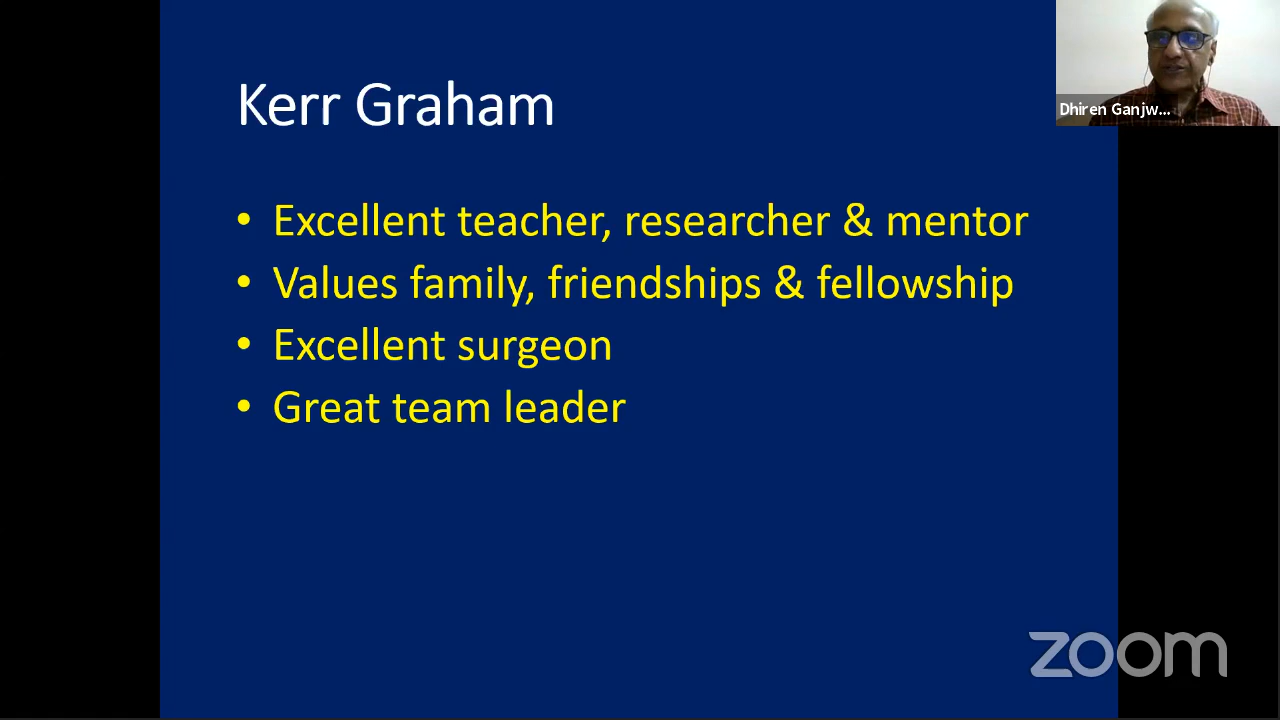 Kerr Graham
• Excellent teacher, researcher & mentor
• Values family, friendships & fellowship
• Excellent surgeon
• Great team leader
Dhiren Ganjw...
zoom